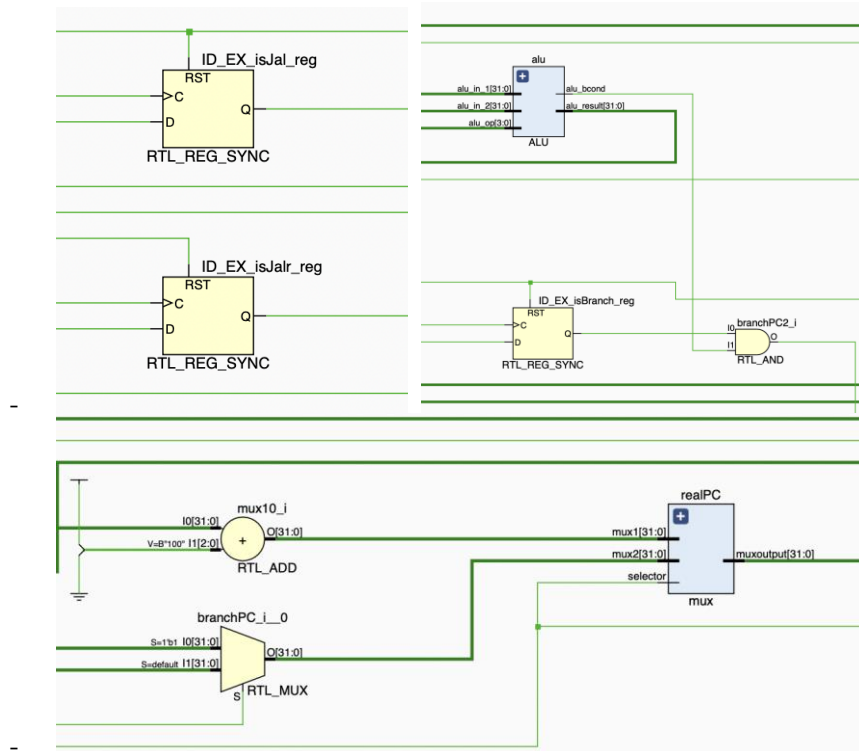 ID_EX_isJal_reg
RST
C
D
Q
RTL_REG_SYNC
ID_EX_isJalr_reg
RST
C
D
Q
RTL_REG_SYNC
alu
alu_in_1[31:0]
alu_in_2[31:0]
alu_op[3:0]
alu_bcond
alu_result[31:0]
ALU
ID_EX_isBranch_reg
RST
C
D
Q
RTL_REG_SYNC
branchPC2_i
I0
I1
O
RTL_AND
-
mux10_i
I0[31:0]
V=B"100" I1[2:0]
+
O[31:0]
RTL_ADD
branchPC_i__0
S=1'b1 I0[31:0]
S=default I1[31:0]
O[31:0]
S
RTL_MUX
realPC
mux1[31:0]
mux2[31:0]
selector
muxoutput[31:0]
mux
-